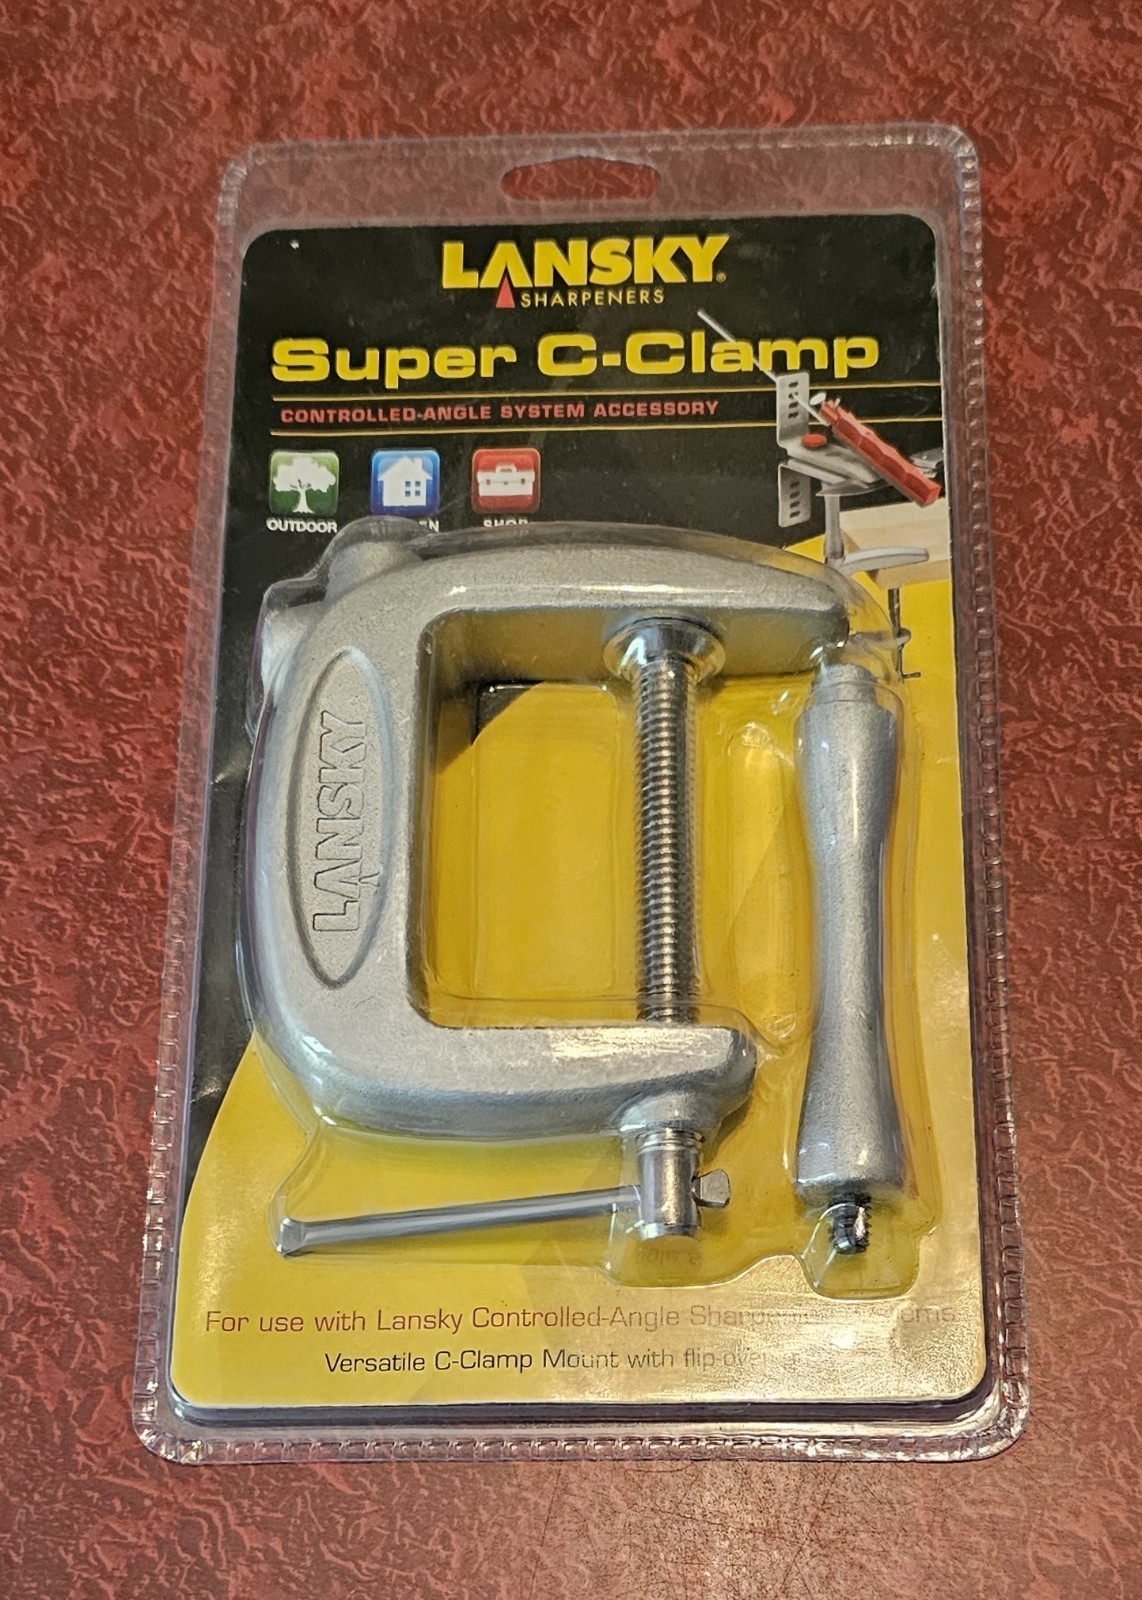 LANSKY®
SHARPENERS
Super C-Clamp
CONTROLLED-ANGLE SYSTEM ACCESSORY
OUTDOOR
SHOP
LANSKY
For use with Lansky Controlled-Angle
Versatile C-Clamp Mount with flip-over